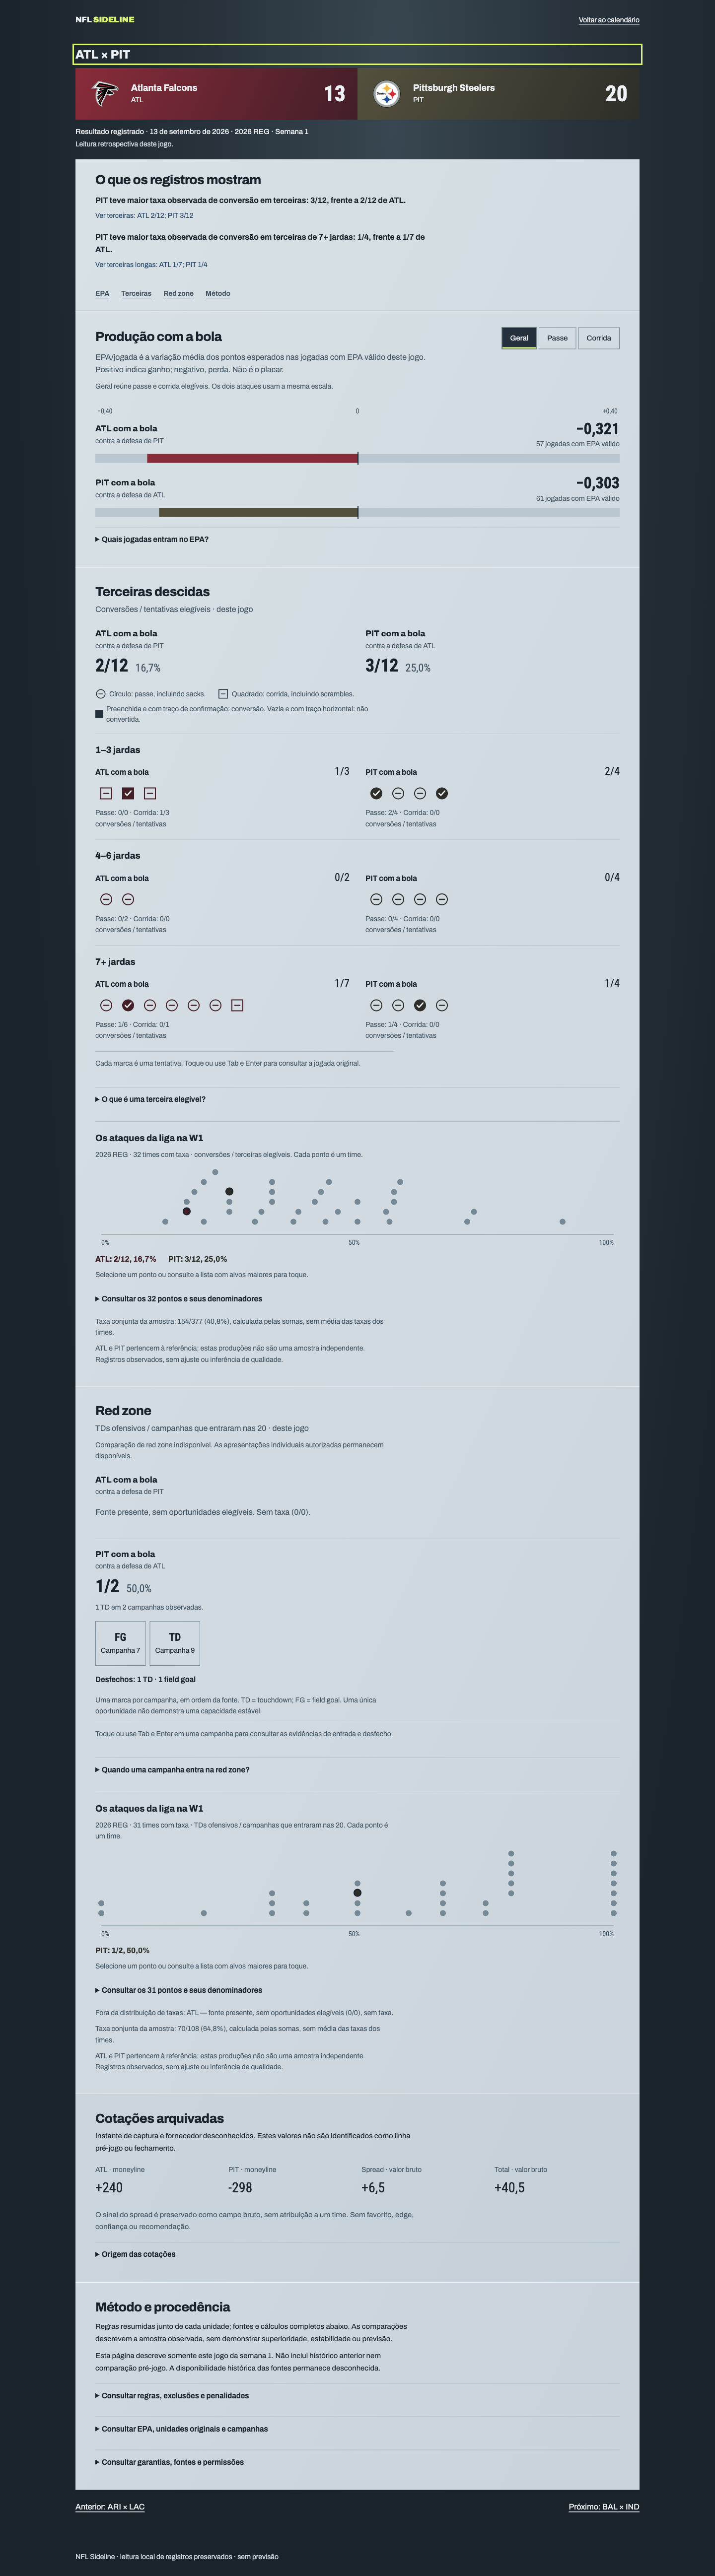 NFL SIDELINE
Voltar ao calendário
ATL × PIT
Atlanta Falcons
ATL
13
Pittsburgh Steelers
PIT
20
Resultado registrado · 13 de setembro de 2026 · 2026 REG · Semana 1
Leitura retrospectiva deste jogo.
O que os registros mostram
PIT teve maior taxa observada de conversão em terceiras: 3/12, frente a 2/12 de ATL.
Ver terceiras: ATL 2/12; PIT 3/12
PIT teve maior taxa observada de conversão em terceiras de 7+ jardas: 1/4, frente a 1/7 de
ATL.
Ver terceiras longas: ATL 1/7; PIT 1/4
EPA Terceiras Red zone Método
Produção com a bola
Geral Passe Corrida
EPA/jogada é a variação média dos pontos esperados nas jogadas com EPA válido deste jogo.
Positivo indica ganho; negativo, perda. Não é o placar.
Geral reúne passe e corrida elegíveis. Os dois ataques usam a mesma escala.
−0,40 0 +0,40
ATL com a bola
contra a defesa de PIT
−0,321
57 jogadas com EPA válido
PIT com a bola
contra a defesa de ATL
−0,303
61 jogadas com EPA válido
Quais jogadas entram no EPA?
Terceiras descidas
Conversões / tentativas elegíveis · deste jogo
ATL com a bola
contra a defesa de PIT
2/12 16,7%
PIT com a bola
contra a defesa de ATL
3/12 25,0%
Círculo: passe, incluindo sacks. Quadrado: corrida, incluindo scrambles.
Preenchida e com traço de confirmação: conversão. Vazia e com traço horizontal: não
convertida.
1–3 jardas
ATL com a bola 1/3
Passe: 0/0 · Corrida: 1/3
conversões / tentativas
PIT com a bola 2/4
Passe: 2/4 · Corrida: 0/0
conversões / tentativas
4–6 jardas
ATL com a bola 0/2
Passe: 0/2 · Corrida: 0/0
conversões / tentativas
PIT com a bola 0/4
Passe: 0/4 · Corrida: 0/0
conversões / tentativas
7+ jardas
ATL com a bola 1/7
Passe: 1/6 · Corrida: 0/1
conversões / tentativas
PIT com a bola 1/4
Passe: 1/4 · Corrida: 0/0
conversões / tentativas
Cada marca é uma tentativa. Toque ou use Tab e Enter para consultar a jogada original.
O que é uma terceira elegível?
Os ataques da liga na W1
2026 REG · 32 times com taxa · conversões / terceiras elegíveis. Cada ponto é um time.
0% 50% 100%
ATL: 2/12, 16,7% PIT: 3/12, 25,0%
Selecione um ponto ou consulte a lista com alvos maiores para toque.
Consultar os 32 pontos e seus denominadores
Taxa conjunta da amostra: 154/377 (40,8%), calculada pelas somas, sem média das taxas dos
times.
ATL e PIT pertencem à referência; estas produções não são uma amostra independente.
Registros observados, sem ajuste ou inferência de qualidade.
Red zone
TDs ofensivos / campanhas que entraram nas 20 · deste jogo
Comparação de red zone indisponível. As apresentações individuais autorizadas permanecem
disponíveis.
ATL com a bola
contra a defesa de PIT
Fonte presente, sem oportunidades elegíveis. Sem taxa (0/0).
PIT com a bola
contra a defesa de ATL
1/2 50,0%
1 TD em 2 campanhas observadas.
FG
Campanha 7
TD
Campanha 9
Desfechos: 1 TD · 1 field goal
Uma marca por campanha, em ordem da fonte. TD = touchdown; FG = field goal. Uma única
oportunidade não demonstra uma capacidade estável.
Toque ou use Tab e Enter em uma campanha para consultar as evidências de entrada e desfecho.
Quando uma campanha entra na red zone?
Os ataques da liga na W1
2026 REG · 31 times com taxa · TDs ofensivos / campanhas que entraram nas 20. Cada ponto é
um time.
0% 50% 100%
PIT: 1/2, 50,0%
Selecione um ponto ou consulte a lista com alvos maiores para toque.
Consultar os 31 pontos e seus denominadores
Fora da distribuição de taxas: ATL — fonte presente, sem oportunidades elegíveis (0/0), sem taxa.
Taxa conjunta da amostra: 70/108 (64,8%), calculada pelas somas, sem média das taxas dos
times.
ATL e PIT pertencem à referência; estas produções não são uma amostra independente.
Registros observados, sem ajuste ou inferência de qualidade.
Cotações arquivadas
Instante de captura e fornecedor desconhecidos. Estes valores não são identificados como linha
pré-jogo ou fechamento.
ATL · moneyline PIT · moneyline Spread · valor bruto Total · valor bruto
+240 -298 +6,5 +40,5
O sinal do spread é preservado como campo bruto, sem atribuição a um time. Sem favorito, edge,
confiança ou recomendação.
Origem das cotações
Método e procedência
Regras resumidas junto de cada unidade; fontes e cálculos completos abaixo. As comparações
descrevem a amostra observada, sem demonstrar superioridade, estabilidade ou previsão.
Esta página descreve somente este jogo da semana 1. Não inclui histórico anterior nem
comparação pré-jogo. A disponibilidade histórica das fontes permanece desconhecida.
Consultar regras, exclusões e penalidades
Consultar EPA, unidades originais e campanhas
Consultar garantias, fontes e permissões
Anterior: ARI × LAC
Próximo: BAL × IND
NFL Sideline · leitura local de registros preservados · sem previsão